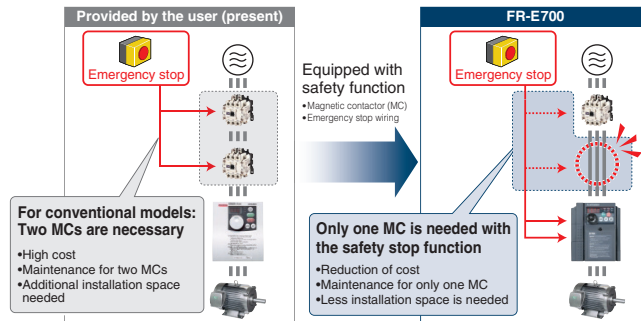 Provided by the user (present)
Emergency stop
For conventional models:
Two MCs are necessary
•High cost
•Maintenance for two MCs
•Additional installation space
needed
Equipped with
safety function
•Magnetic contactor (MC)
•Emergency stop wiring
FR-E700
Emergency stop
Only one MC is needed with
the safety stop function
•Reduction of cost
•Maintenance for only one MC
•Less installation space is needed